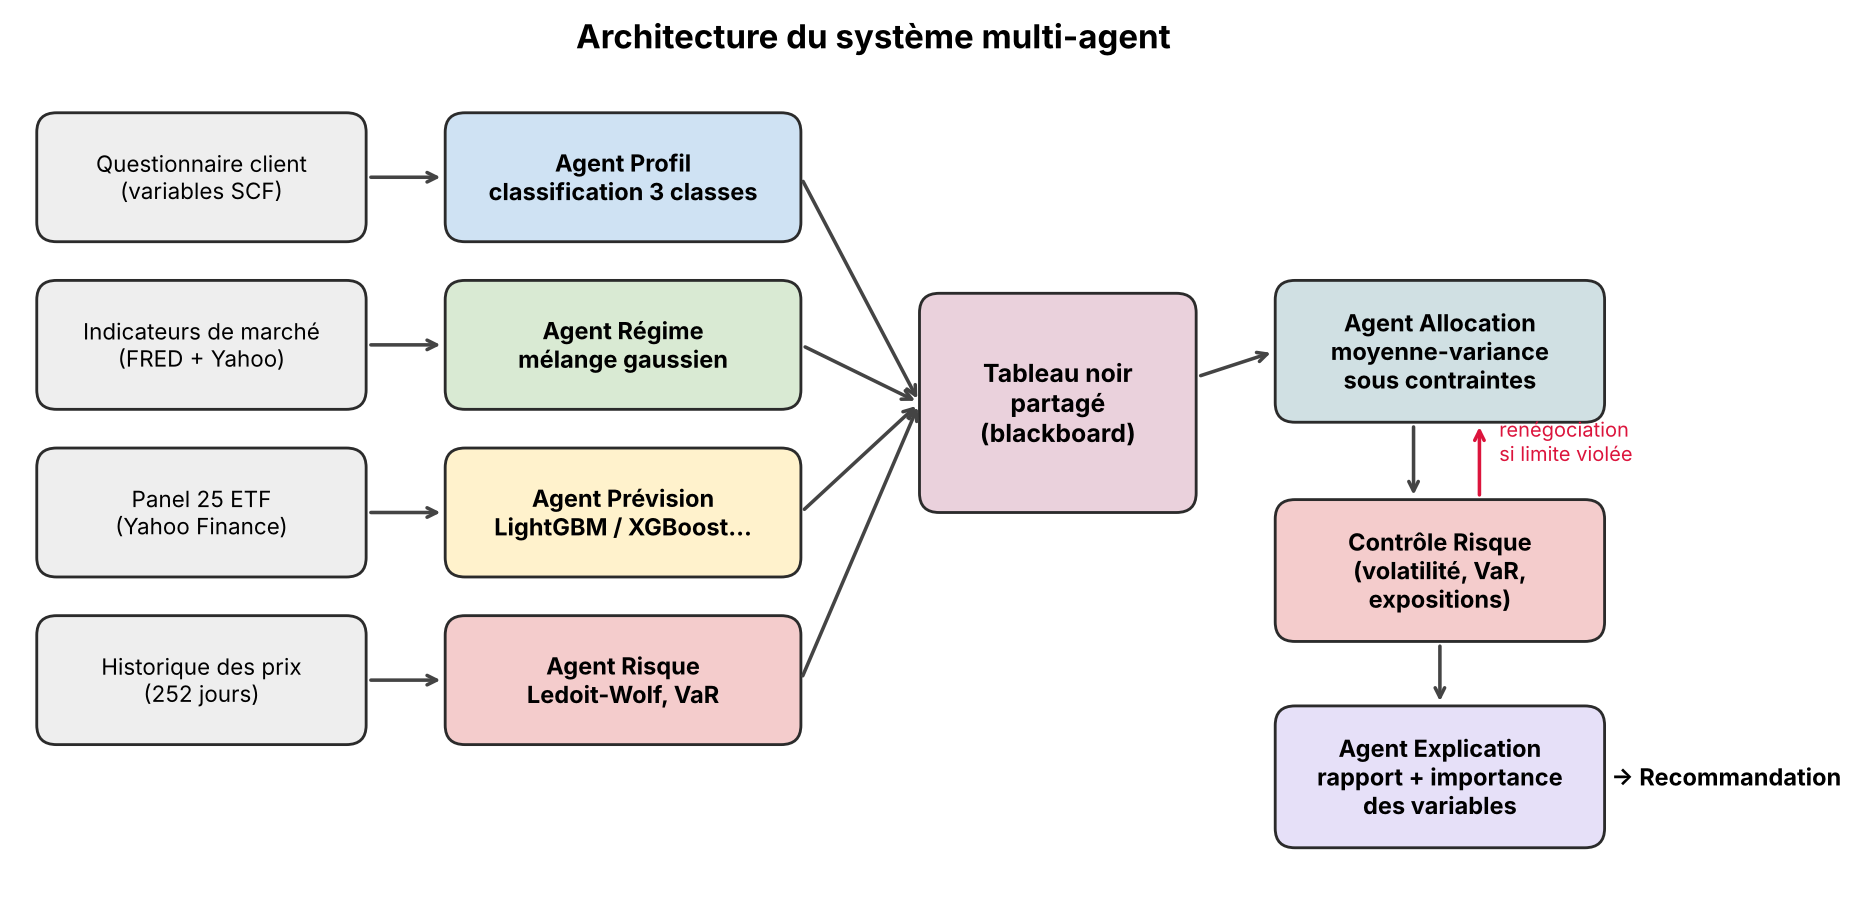 Architecture du système multi-agent
Questionnaire client
(variables SCF)
Agent Profil
classification 3 classes
Indicateurs de marché
(FRED + Yahoo)
Agent Régime
mélange gaussien
Panel 25 ETF
(Yahoo Finance)
Agent Prévision
LightGBM / XGBoost...
Historique des prix
(252 jours)
Agent Risque
Ledoit-Wolf, VaR
Tableau noir
partagé
(blackboard)
Agent Allocation
moyenne-variance
sous contraintes
renégociation
si limite violée
Contrôle Risque
(volatilité, VaR,
expositions)
Agent Explication
rapport + importance
des variables
→ Recommandation